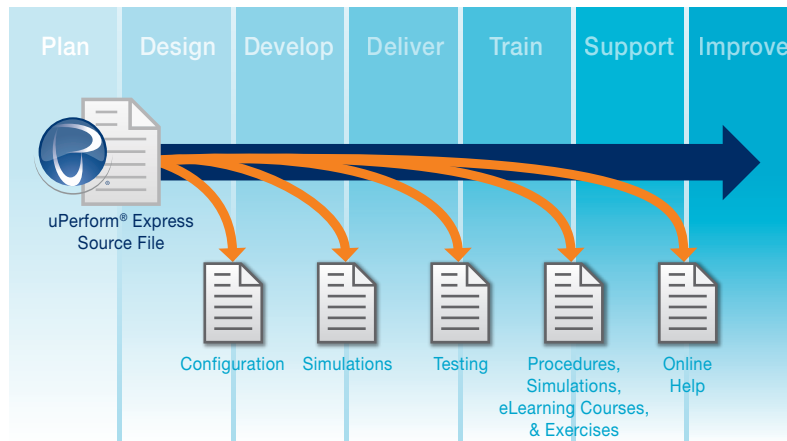 Plan Design Develop Deliver Train Support Improve
uPerform® Express
Source File
Configuration Simulations Testing Procedures, Online
Simulations, Help
eLearning Courses,
& Exercises